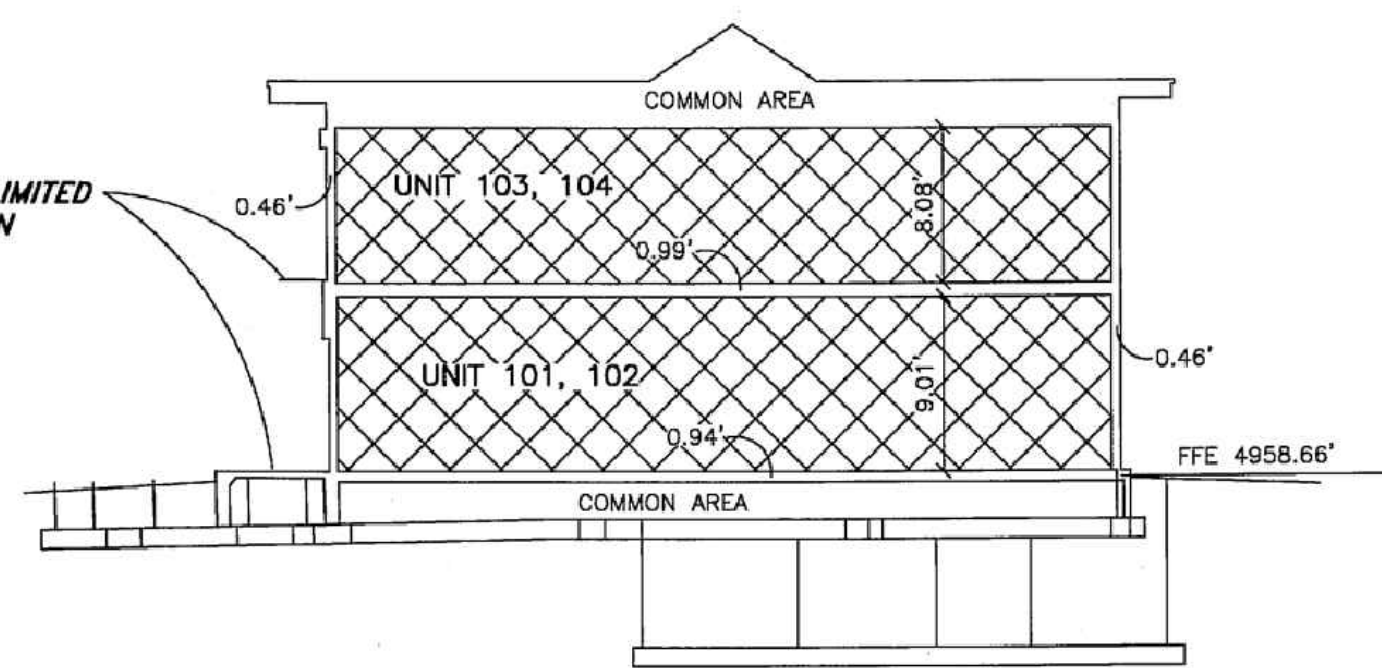 COMMON AREA
IMITED
N
0.46'
UNIT 103, 104
8.08'
0.99'
UNIT 101, 102
9.01'
0.46'
0.94'
FFE 4958.66'
COMMON AREA